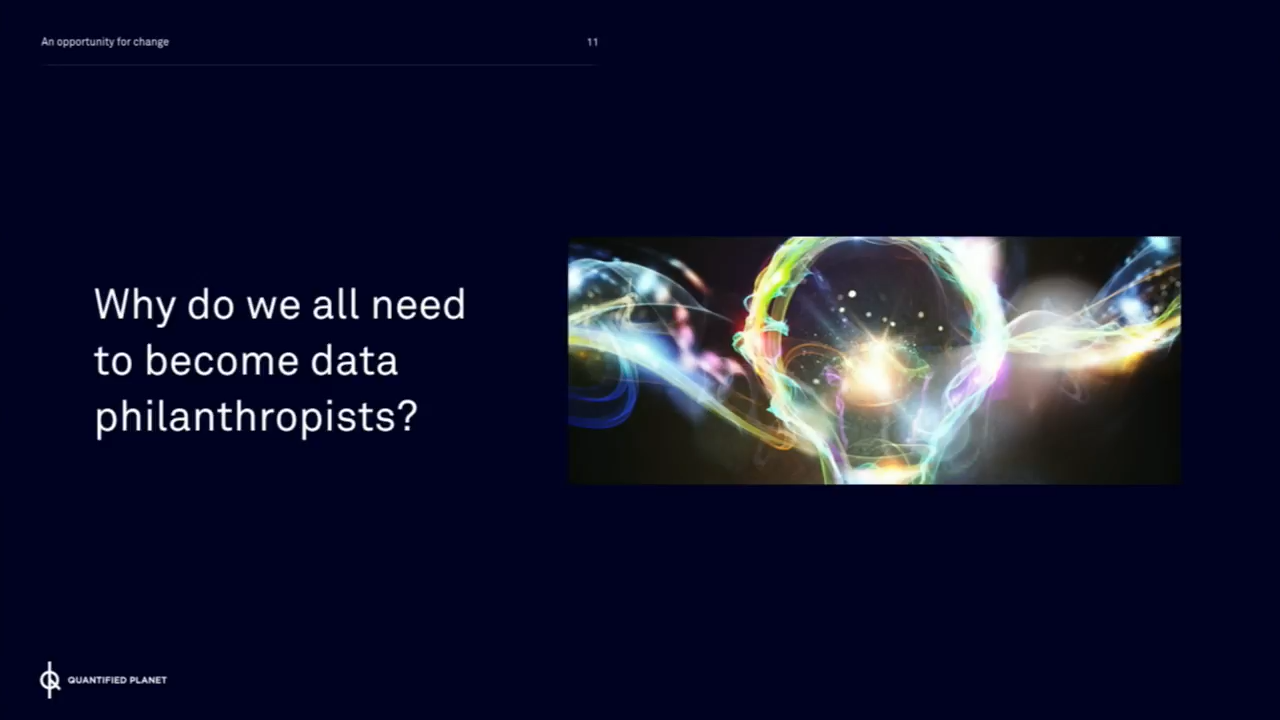 An opportunity for change
11
Why do we all need
to become data
philanthropists?
QUANTIFIED PLANET